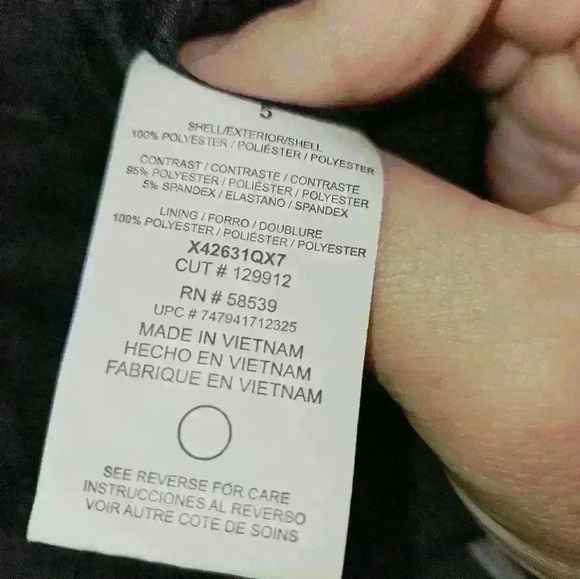 5
SHELL/EXTERIOR/SHELL
100% POLYESTER / POLIÉSTER / POLYESTER
CONTRAST / CONTRASTE / CONTRASTE
95% POLYESTER / POLIÉSTER / POLYESTER
5% SPANDEX / ELASTANO / SPANDEX
LINING / FORRO / DOUBLURE
100% POLYESTER / POLIÉSTER / POLYESTER
X42631QX7
CUT # 129912
RN # 58539
UPC # 747941712325
MADE IN VIETNAM
HECHO EN VIETNAM
FABRIQUE EN VIETNAM
SEE REVERSE FOR CARE
INSTRUCCIONES AL REVERSO
VOIR AUTRE COTE DE SOINS